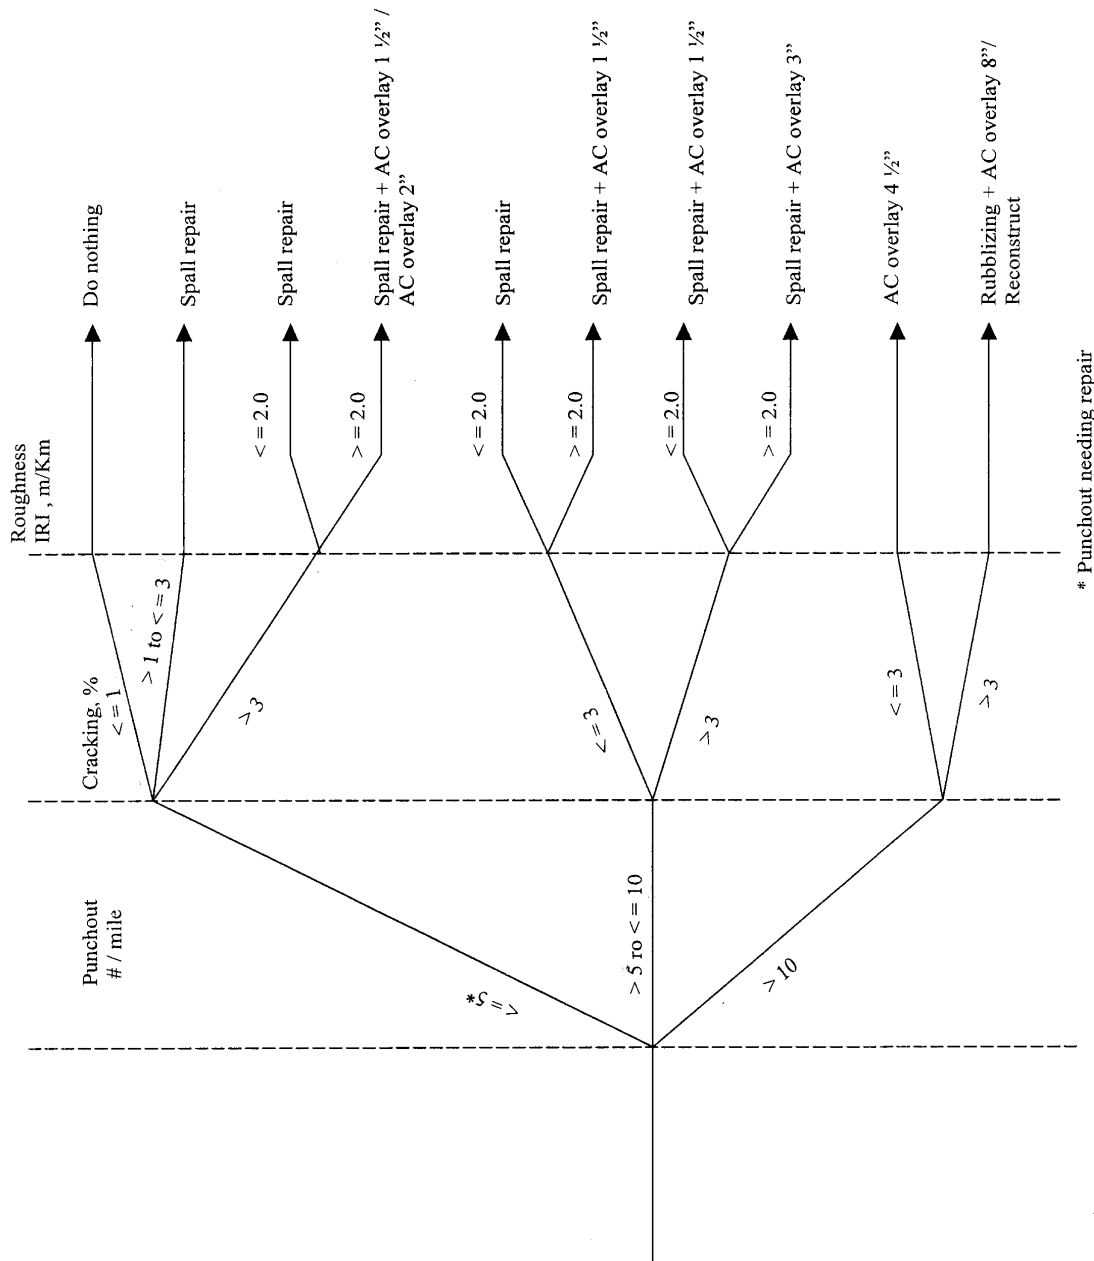 Roughness
IRI , m/Km
Cracking, %
Punchout
# / mile
< = 5*
> 5 ro < = 10
> 10
< = 1
> 1 to < = 3
> 3
< = 3
> 3
< = 3
> 3
< = 2.0
> = 2.0
< = 2.0
> = 2.0
< = 2.0
> = 2.0
Do nothing
Spall repair
Spall repair
Spall repair + AC overlay 1 ½” /
AC overlay 2”
Spall repair
Spall repair + AC overlay 1 ½”
Spall repair + AC overlay 1 ½”
Spall repair + AC overlay 3”
AC overlay 4 ½”
Rubblizing + AC overlay 8”/
Reconstruct
* Punchout needing repair